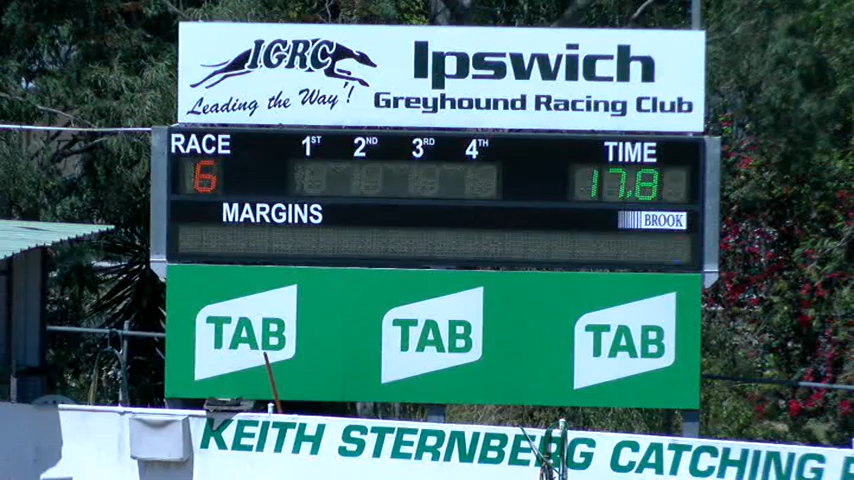 IGRC
Leading the Way'!
Ipswich
Greyhound Racing Club
RACE 1ST 2ND 3RD 4TH TIME
6 17.8
MARGINS BROOK
TAB TAB TAB
KEITH STERNBERG CATCHING